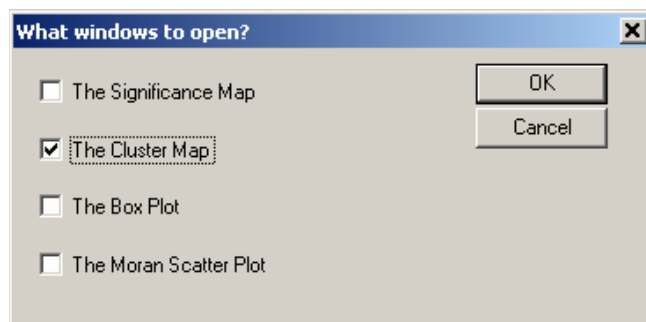 What windows to open?
The Significance Map
OK
The Cluster Map
Cancel
The Box Plot
The Moran Scatter Plot